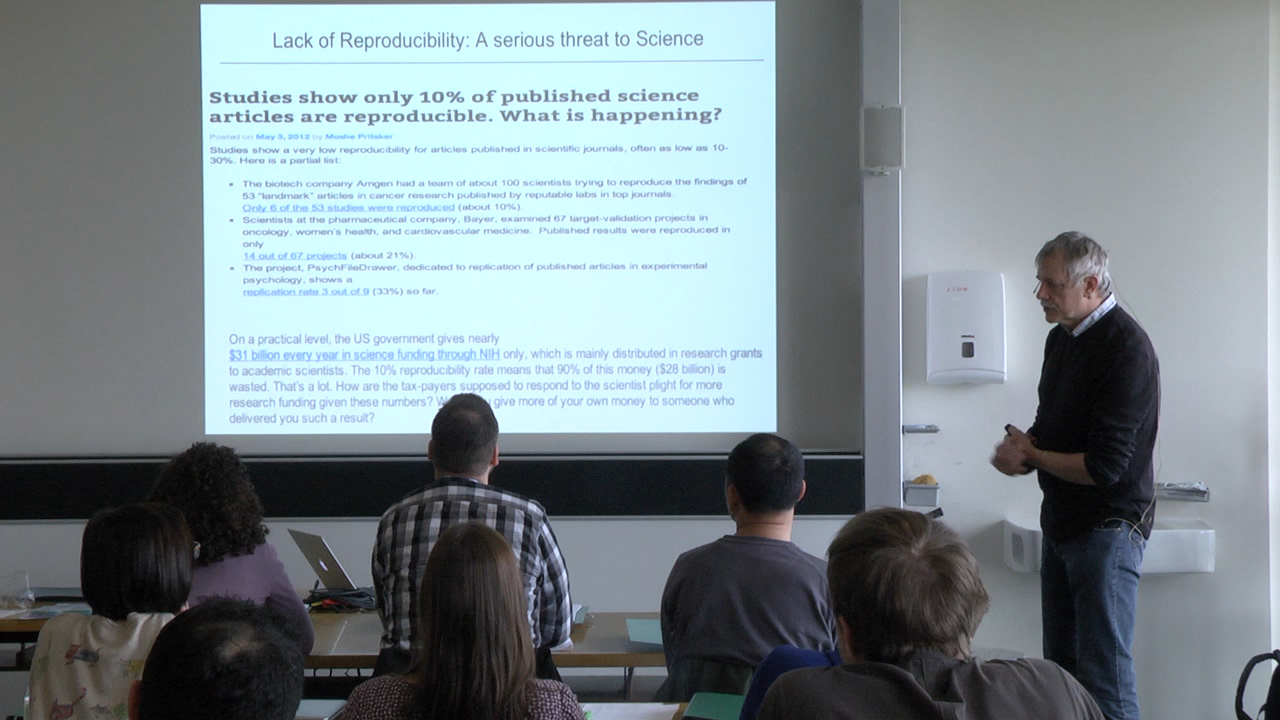 Lack of Reproducibility: A serious threat to Science
Studies show only 10% of published science
articles are reproducible. What is happening?
Posted on May 3, 2012 by Moshe Pritsker
Studies show a very low reproducibility for articles published in scientific journals, often as low as 10-
30%. Here is a partial list:
• The biotech company Amgen had a team of about 100 scientists trying to reproduce the findings of
53 "landmark" articles in cancer research published by reputable labs in top journals.
Only 6 of the 53 studies were reproduced (about 10%).
• Scientists at the pharmaceutical company, Bayer, examined 67 target-validation projects in
oncology, women's health, and cardiovascular medicine. Published results were reproduced in
only
14 out of 67 projects (about 21%).
• The project, PsychFileDrawer, dedicated to replication of published articles in experimental
psychology, shows a
replication rate 3 out of 9 (33%) so far.
On a practical level, the US government gives nearly
$31 billion every year in science funding through NIH only, which is mainly distributed in research grants
to academic scientists. The 10% reproducibility rate means that 90% of this money ($28 billion) is
wasted. That's a lot. How are the tax-payers supposed to respond to the scientist plight for more
research funding given these numbers? give more of your own money to someone who
delivered you such a result?